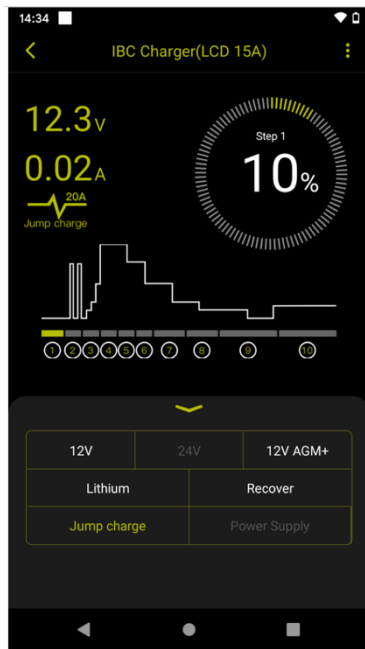 14:34
IBC Charger(LCD 15A)
12.3V
0.02A
20A
Jump charge
Step 1
10%
1 2 3 4 5 6 7 8 9 10
12V 24V 12V AGM+
Lithium Recover
Jump charge Power Supply